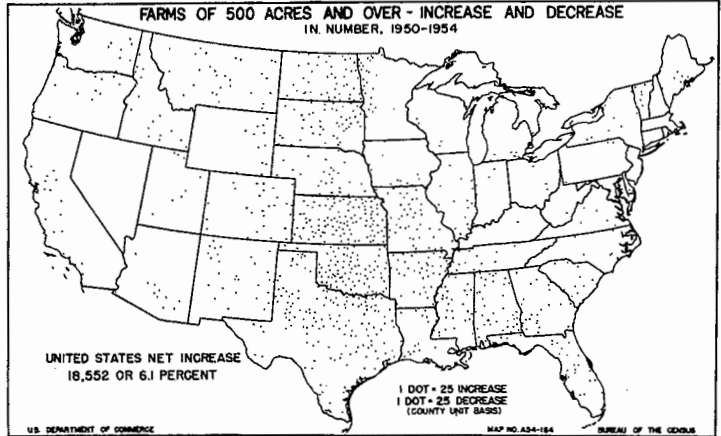 FARMS OF 500 ACRES AND OVER - INCREASE AND DECREASE
IN NUMBER, 1950-1954
UNITED STATES NET INCREASE
18,552 OR 6.1 PERCENT
1 DOT = 25 INCREASE
1 DOT = 25 DECREASE
(COUNTY UNIT BASIS)
U.S. DEPARTMENT OF COMMERCE
MAP NO. A54-184
BUREAU OF THE CENSUS